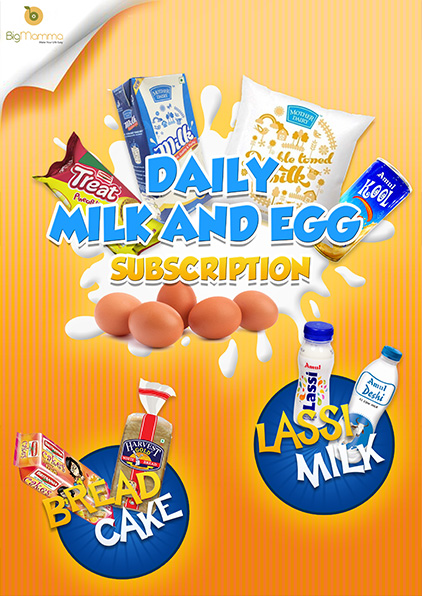 BigMamma
MOTHER DAIRY
Milk
MOTHER DAIRY
toned
milk
Treat
Amul
KOOL
DAILY
MILK AND EGG
SUBSCRIPTION
Amul
Lassi
Amul
Deshi
LASSI
MILK
HARVEST
GOLD
BREAD
CAKE